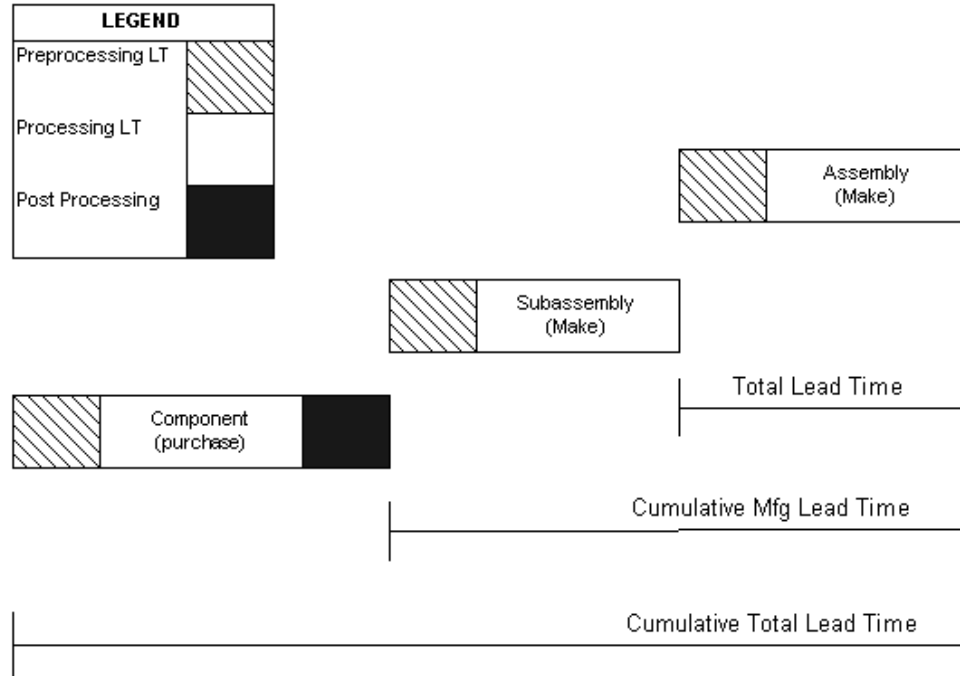 LEGEND
Preprocessing LT
Processing LT
Post Processing
Assembly
(Make)
Subassembly
(Make)
Total Lead Time
Component
(purchase)
Cumulative Mfg Lead Time
Cumulative Total Lead Time